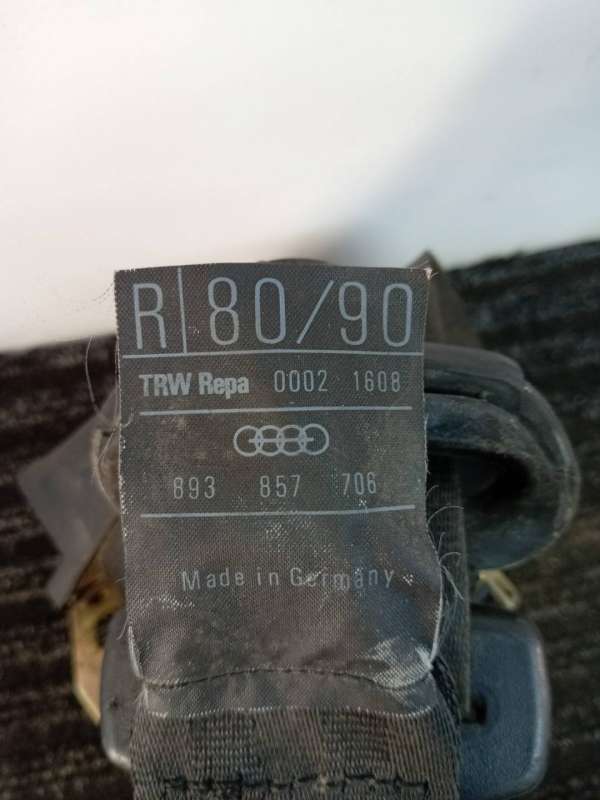 R 80/90
TRW Repa 0002 1608
893 857 706
Made in Germany